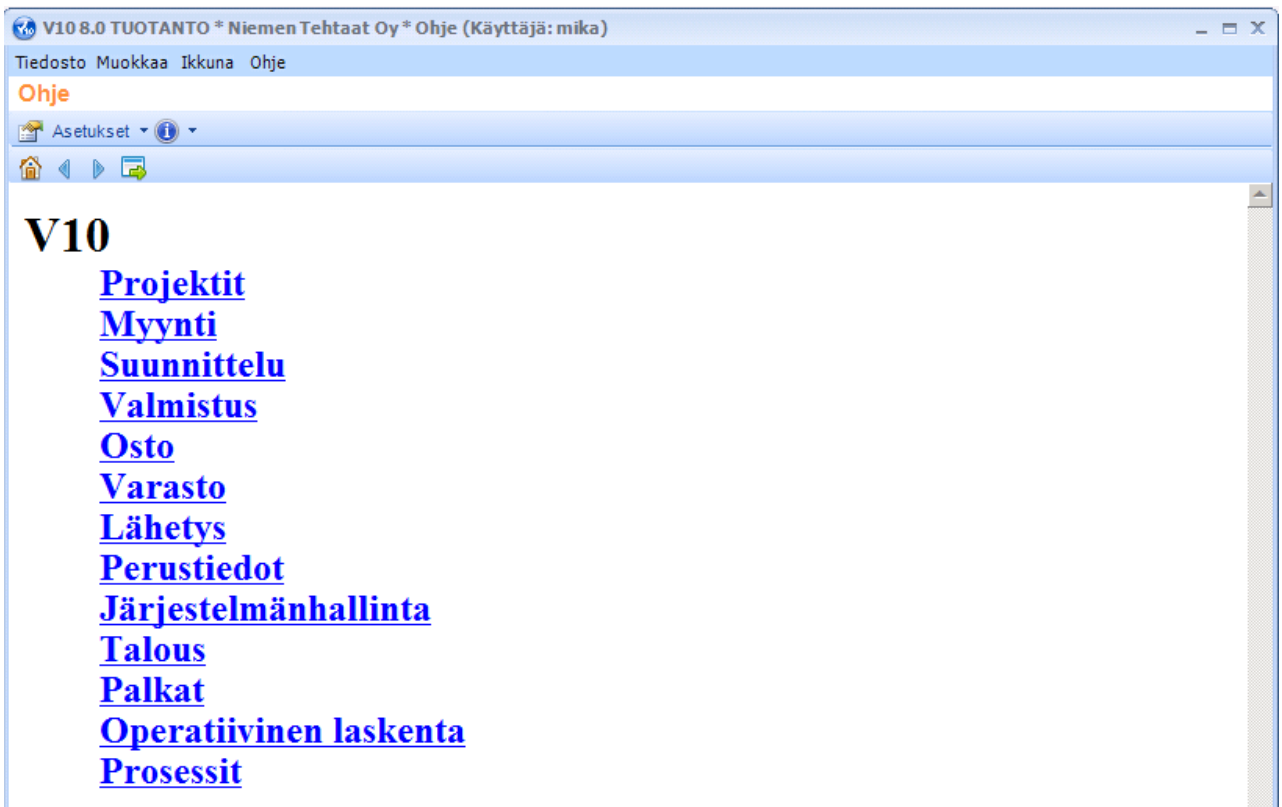 V10 8.0 TUOTANTO * Niemen Tehtaat Oy * Ohje (Käyttäjä: mika)
Tiedosto Muokkaa Ikkuna Ohje
Ohje
Asetukset
V10
Projektit
Myynti
Suunnittelu
Valmistus
Osto
Varasto
Lähetys
Perustiedot
Järjestelmänhallinta
Talous
Palkat
Operatiivinen laskenta
Prosessit